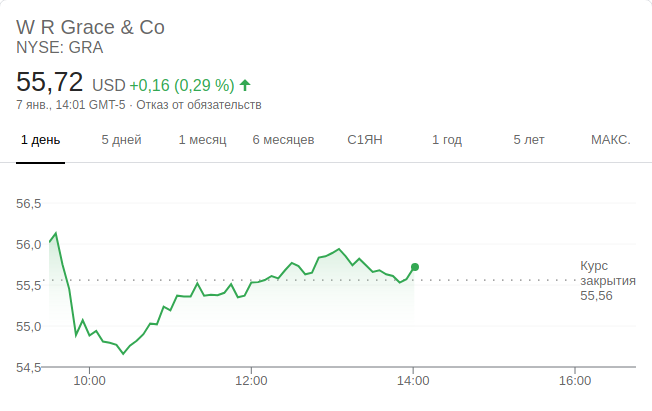 W R Grace & Co
NYSE: GRA
55,72 USD +0,16 (0,29 %)
7 янв., 14:01 GMT-5 · Отказ от обязательств
1 день 5 дней 1 месяц 6 месяцев С1ЯН 1 год 5 лет МАКС.
56,5
56,0
55,5
55,0
54,5
Курс
закрытия
55,56
10:00 12:00 14:00 16:00